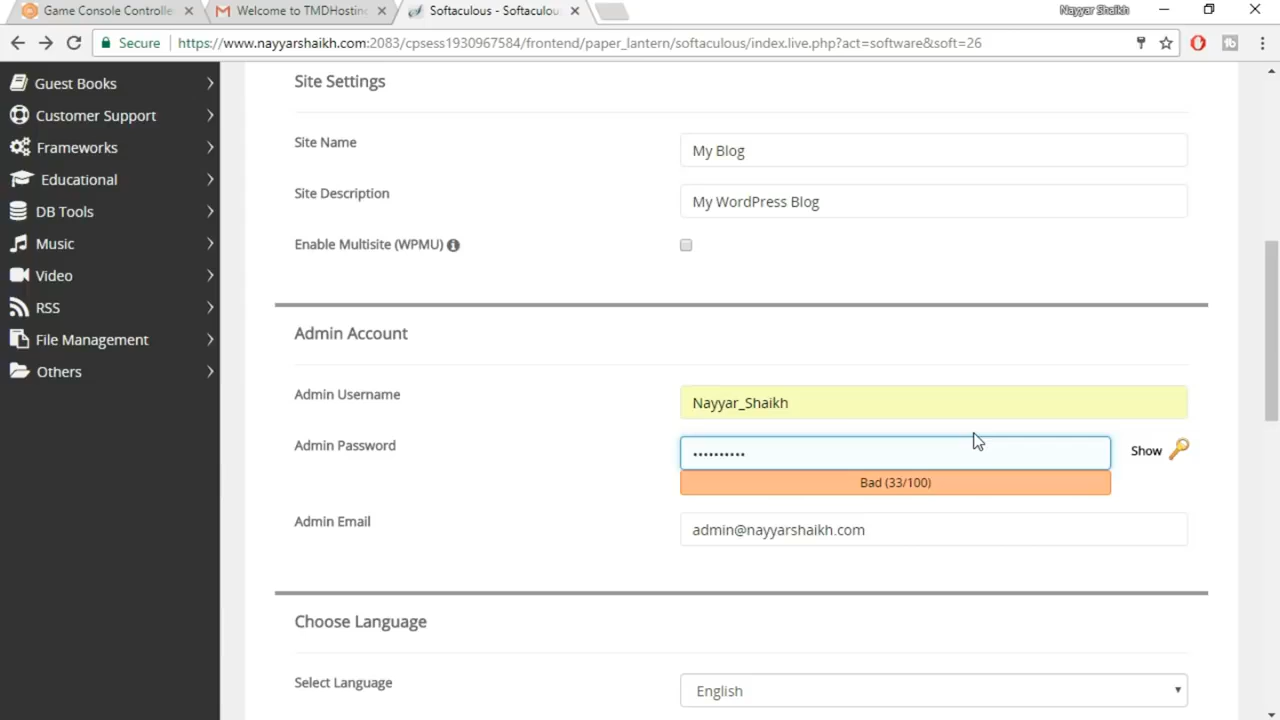 Game Console Controlle
Welcome to TMDHosting
Softaculous - Softaculou
Nayyar Shaikh
Secure
https://www.nayyarshaikh.com:2083/cpsess1930967584/frontend/paper_lantern/softaculous/index.live.php?act=software&soft=26
Guest Books
Customer Support
Frameworks
Educational
DB Tools
Music
Video
RSS
File Management
Others
Site Settings
Site Name
My Blog
Site Description
My WordPress Blog
Enable Multisite (WPMU)
Admin Account
Admin Username
Nayyar_Shaikh
Admin Password
••••••••••
Show
Bad (33/100)
Admin Email
admin@nayyarshaikh.com
Choose Language
Select Language
English